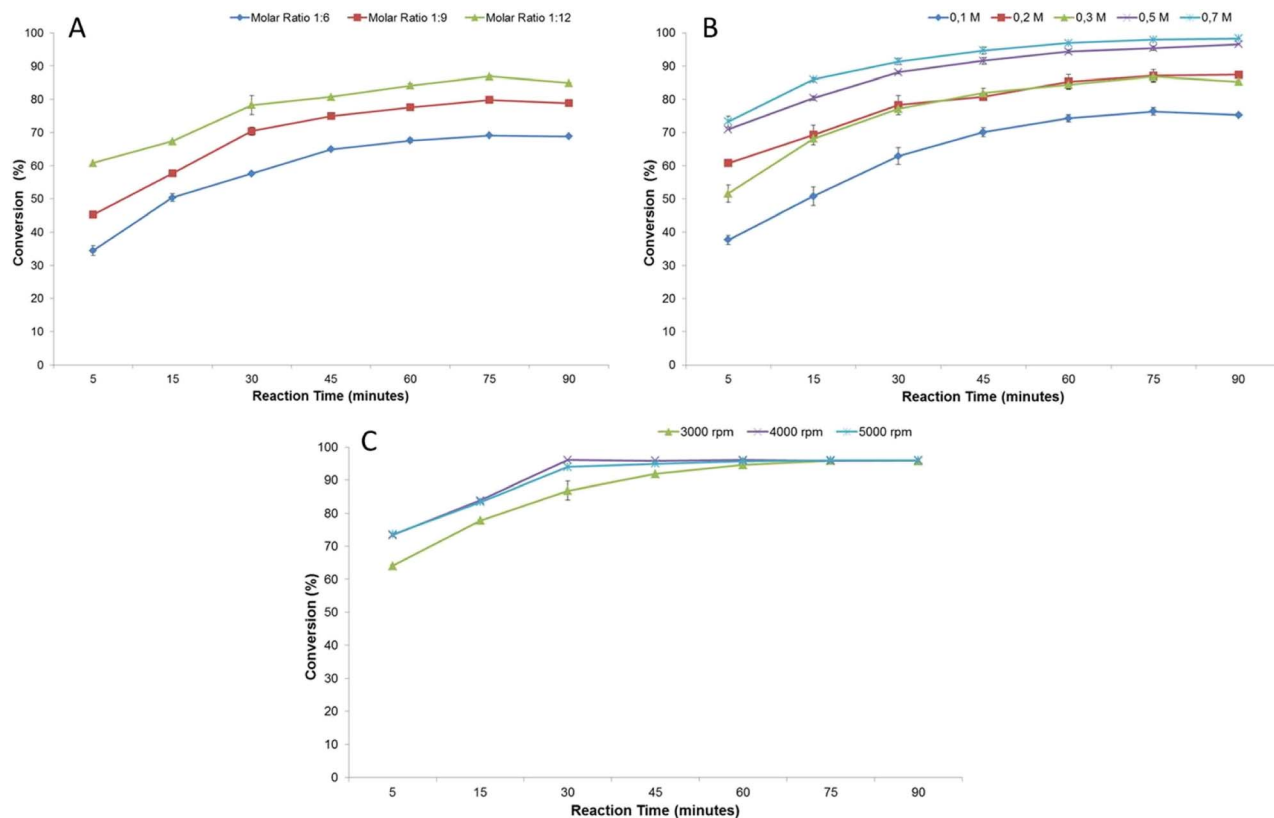 A
Molar Ratio 1:6 Molar Ratio 1:9 Molar Ratio 1:12
100
90
80
70
60
50
40
30
20
10
0
Conversion (%)
5 15 30 45 60 75 90
Reaction Time (minutes)
B
0,1 M 0,2 M 0,3 M 0,5 M 0,7 M
100
90
80
70
60
50
40
30
20
10
0
Conversion (%)
5 15 30 45 60 75 90
Reaction Time (minutes)
C
3000 rpm 4000 rpm 5000 rpm
100
90
80
70
60
50
40
30
20
10
0
Conversion (%)
5 15 30 45 60 75 90
Reaction Time (minutes)